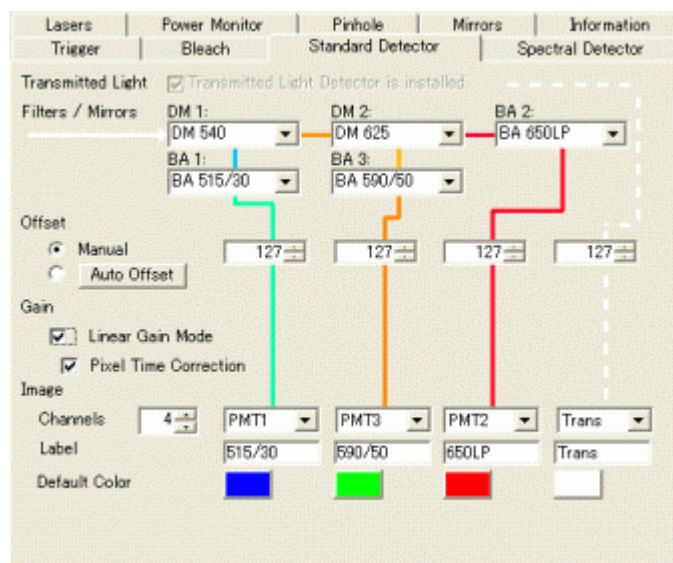 Lasers Power Monitor Pinhole Mirrors Information
Trigger Bleach Standard Detector Spectral Detector
Transmitted Light Transmitted Light Detector is installed.
Filters / Mirrors DM 1: DM 2: BA 2:
DM 540 DM 625 BA 650LP
BA 1: BA 3:
BA 515/30 BA 590/50
Offset
Manual 127 127 127 127
Auto Offset
Gain
Linear Gain Mode
Pixel Time Correction
Image
Channels 4 PMT1 PMT3 PMT2 Trans
Label 515/30 590/50 650LP Trans
Default Color